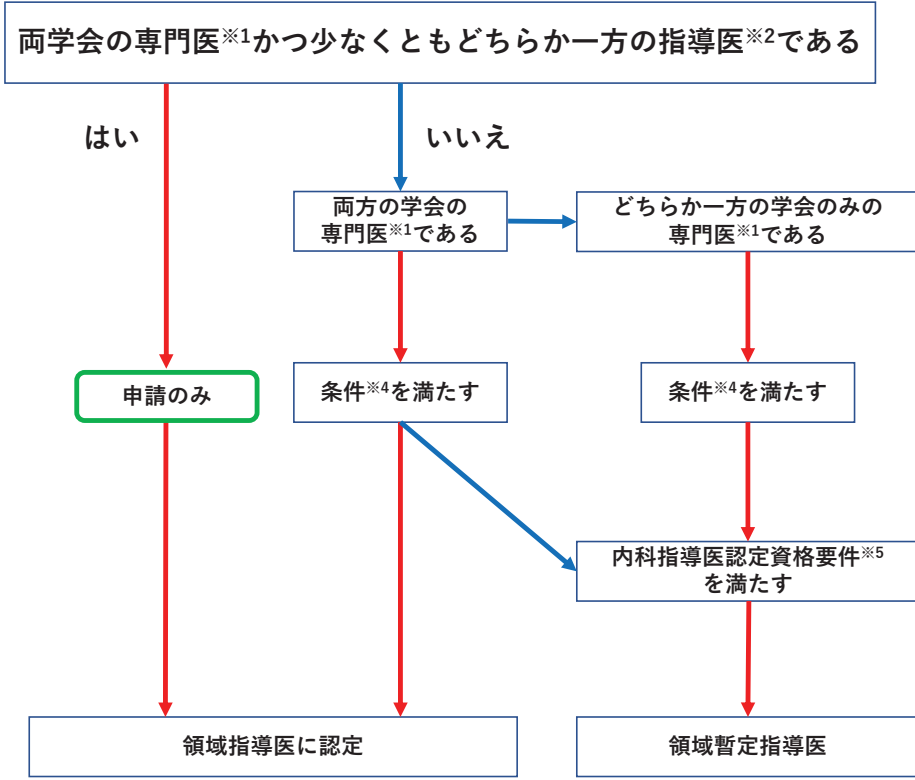 両学会の専門医※1かつ少なくともどちらか一方の指導医※2である
はい
いいえ
両方の学会の
専門医※1である
どちらか一方の学会のみの
専門医※1である
申請のみ
条件※4を満たす
条件※4を満たす
内科指導医認定資格要件※5
を満たす
領域指導医に認定
領域暫定指導医